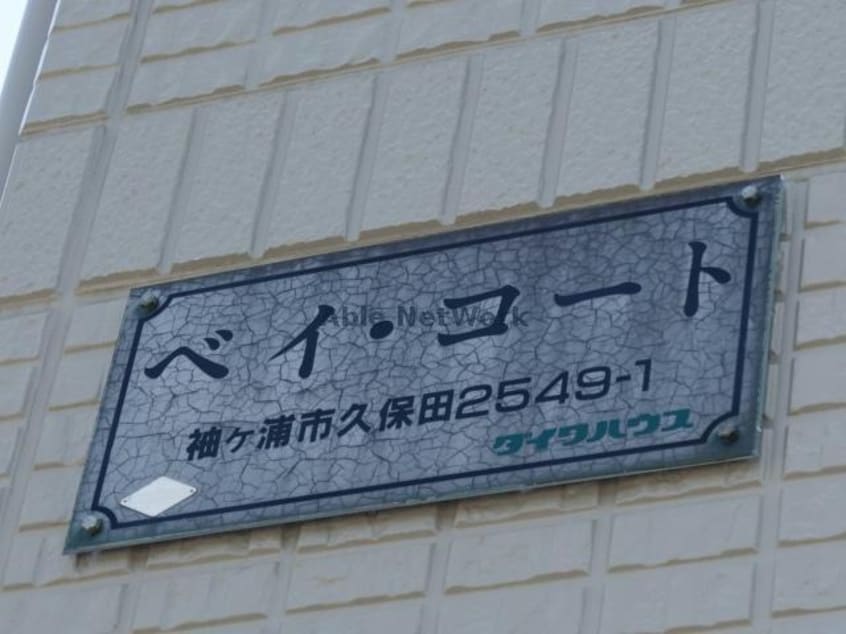 ベイ・コート
Able NetWork
袖ヶ浦市久保田2549-1
ダイワハウス